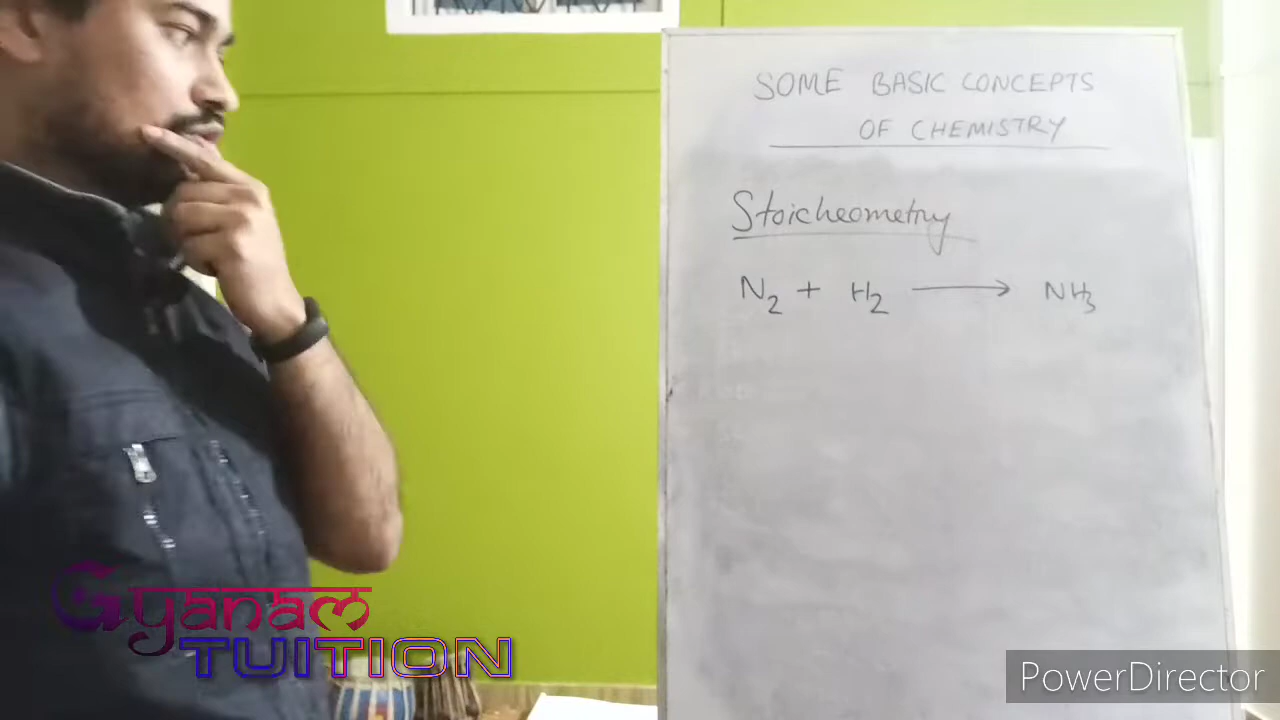 SOME BASIC CONCEPTS
OF CHEMISTRY
Stoicheometry
N2 + H2 → NH3
Gyanam
TUITION
PowerDirector